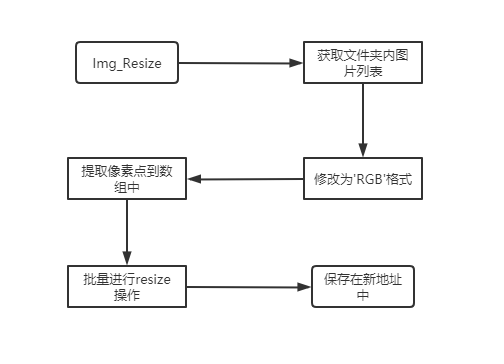 Img_Resize
获取文件夹内图
片列表
修改为'RGB'格式
提取像素点到数
组中
批量进行resize
操作
保存在新地址
中